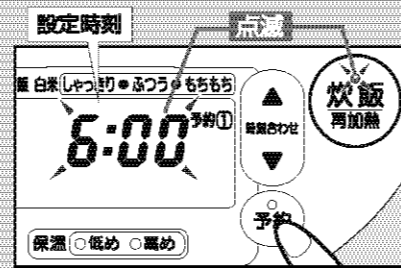 設定時刻
点滅
飯 白米 しゃっきり ふつう もちもち
炊飯
再加熱
6:00
予約①
▲
時刻合わせ
▼
予約
保温 ○低め ○高め